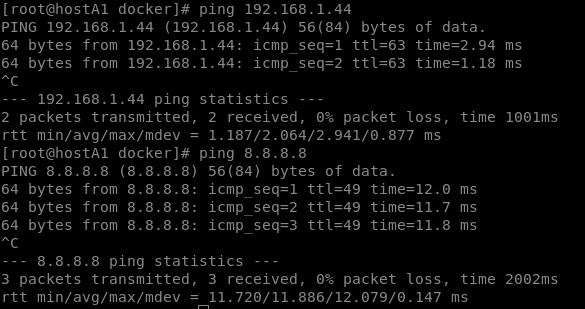 [root@hostA1 docker]# ping 192.168.1.44
PING 192.168.1.44 (192.168.1.44) 56(84) bytes of data.
64 bytes from 192.168.1.44: icmp_seq=1 ttl=63 time=2.94 ms
64 bytes from 192.168.1.44: icmp_seq=2 ttl=63 time=1.18 ms
^C
--- 192.168.1.44 ping statistics ---
2 packets transmitted, 2 received, 0% packet loss, time 1001ms
rtt min/avg/max/mdev = 1.187/2.064/2.941/0.877 ms
[root@hostA1 docker]# ping 8.8.8.8
PING 8.8.8.8 (8.8.8.8) 56(84) bytes of data.
64 bytes from 8.8.8.8: icmp_seq=1 ttl=49 time=12.0 ms
64 bytes from 8.8.8.8: icmp_seq=2 ttl=49 time=11.7 ms
64 bytes from 8.8.8.8: icmp_seq=3 ttl=49 time=11.8 ms
^C
--- 8.8.8.8 ping statistics ---
3 packets transmitted, 3 received, 0% packet loss, time 2002ms
rtt min/avg/max/mdev = 11.720/11.886/12.079/0.147 ms